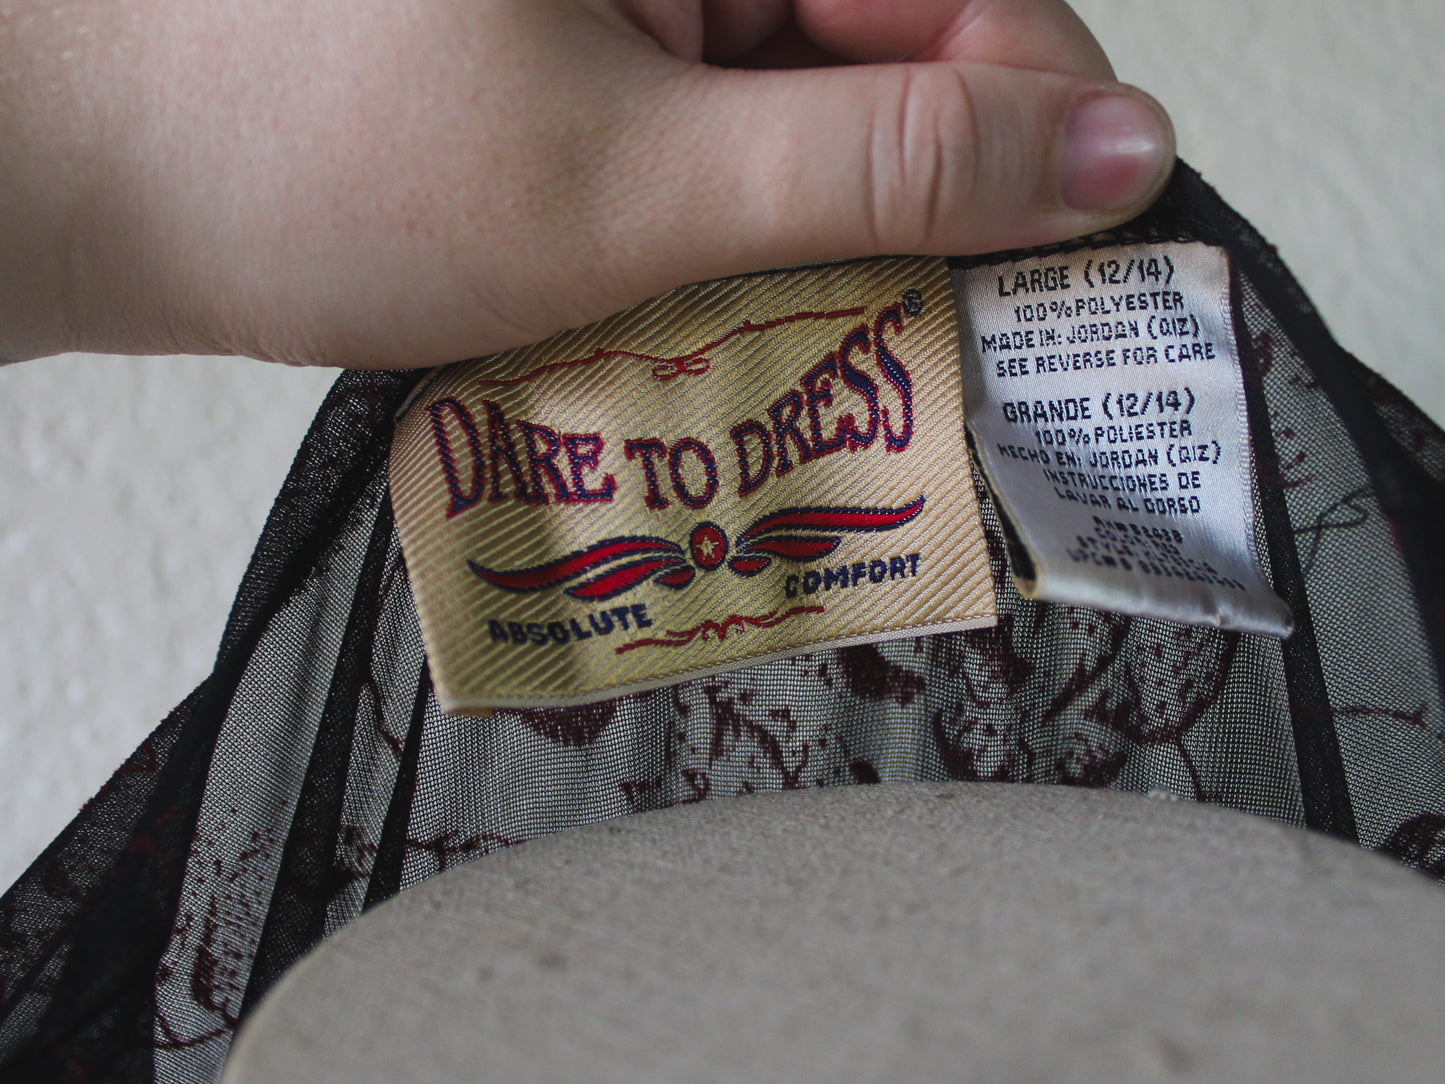 DARE TO DRESS®
ABSOLUTE COMFORT
LARGE (12/14)
100% POLYESTER
MADE IN: JORDAN (QIZ)
SEE REVERSE FOR CARE
GRANDE (12/14)
100% POLIESTER
HECHO EN: JORDAN (QIZ)
INSTRUCCIONES DE
LAVAR AL DORSO